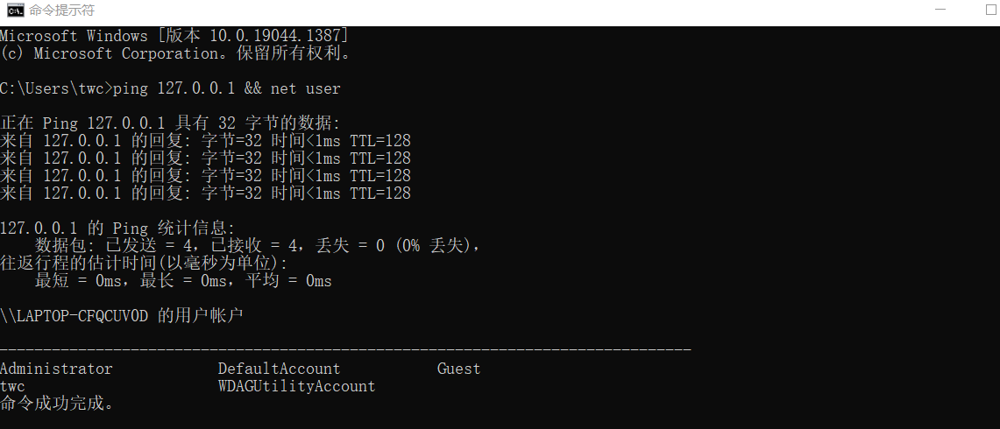 命令提示符
Microsoft Windows [版本 10.0.19044.1387]
(c) Microsoft Corporation。保留所有权利。
C:\Users\twc>ping 127.0.0.1 && net user
正在 Ping 127.0.0.1 具有 32 字节的数据:
来自 127.0.0.1 的回复: 字节=32 时间<1ms TTL=128
来自 127.0.0.1 的回复: 字节=32 时间<1ms TTL=128
来自 127.0.0.1 的回复: 字节=32 时间<1ms TTL=128
来自 127.0.0.1 的回复: 字节=32 时间<1ms TTL=128
127.0.0.1 的 Ping 统计信息:
    数据包: 已发送 = 4，已接收 = 4，丢失 = 0 (0% 丢失)，
往返行程的估计时间(以毫秒为单位):
    最短 = 0ms，最长 = 0ms，平均 = 0ms
\\LAPTOP-CFQCUV0D 的用户帐户
-------------------------------------------------------------------------------
Administrator            DefaultAccount           Guest
twc                      WDAGUtilityAccount
命令成功完成。